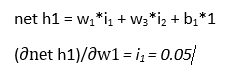 net h1 = w₁*i₁ + w₃*i₂ + b₁*1
(∂net h1)/∂w1 = i₁ = 0.05/